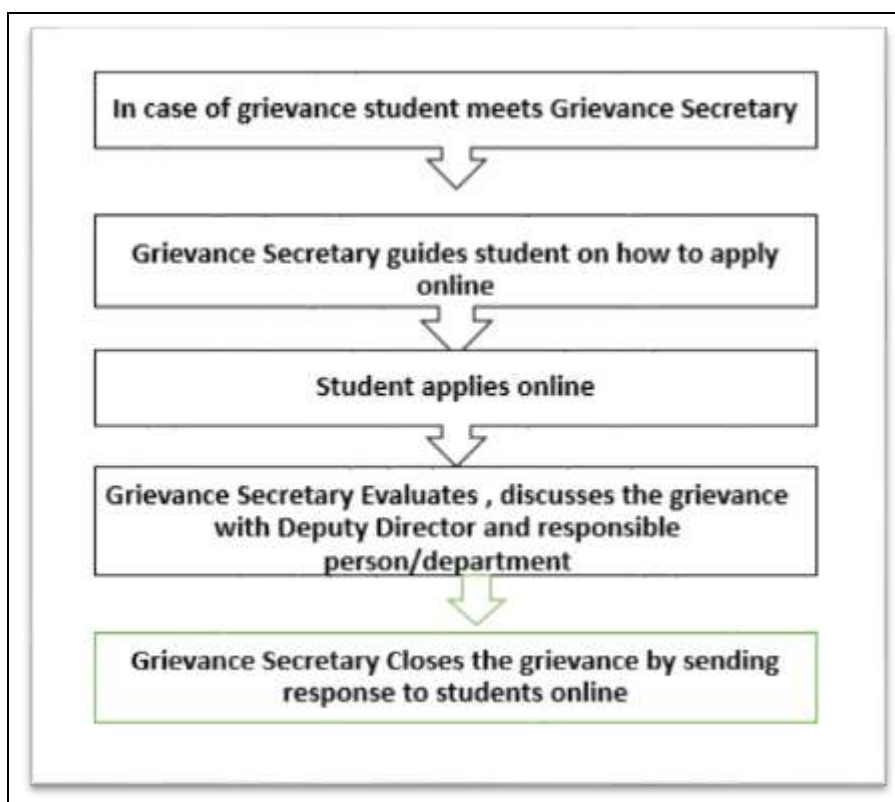 In case of grievance student meets Grievance Secretary
Grievance Secretary guides student on how to apply
online
Student applies online
Grievance Secretary Evaluates , discusses the grievance
with Deputy Director and responsible
person/department
Grievance Secretary Closes the grievance by sending
response to students online